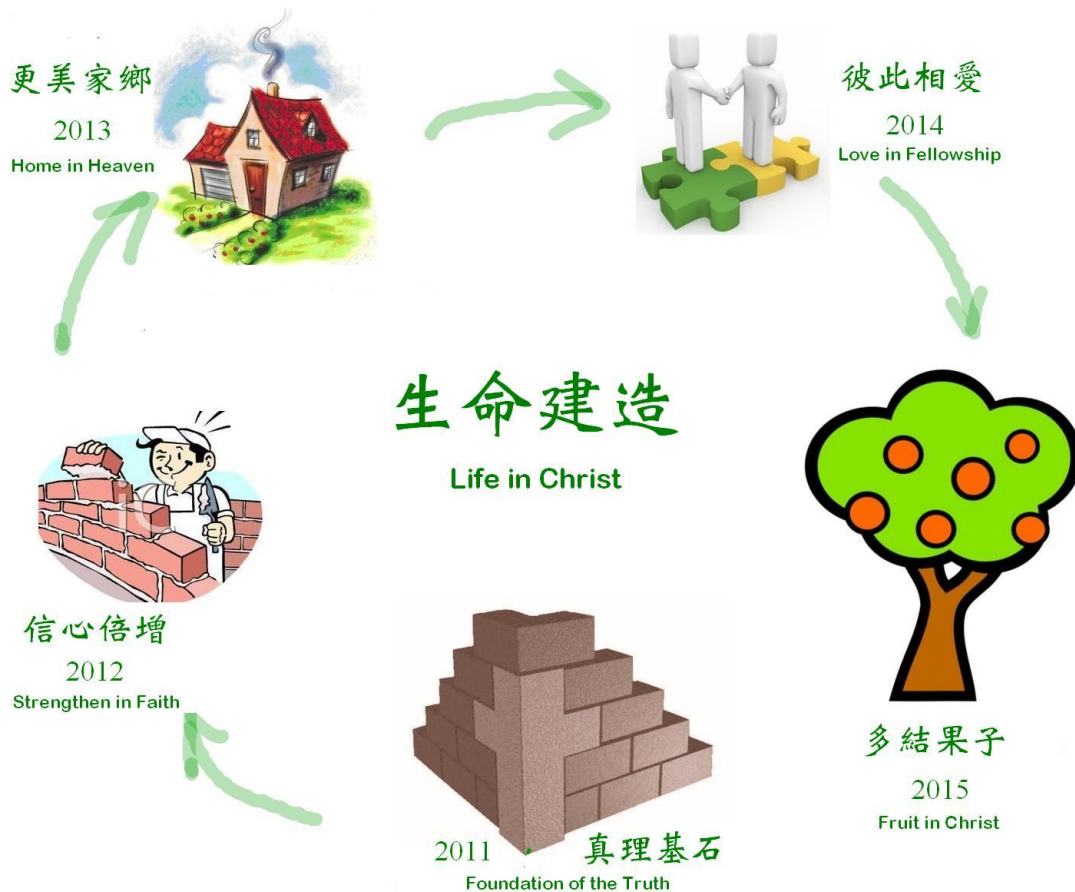 更美家鄉
2013
Home in Heaven
彼此相愛
2014
Love in Fellowship
生命建造
Life in Christ
信心倍增
2012
Strengthen in Faith
多結果子
2015
Fruit in Christ
2011 真理基石
Foundation of the Truth